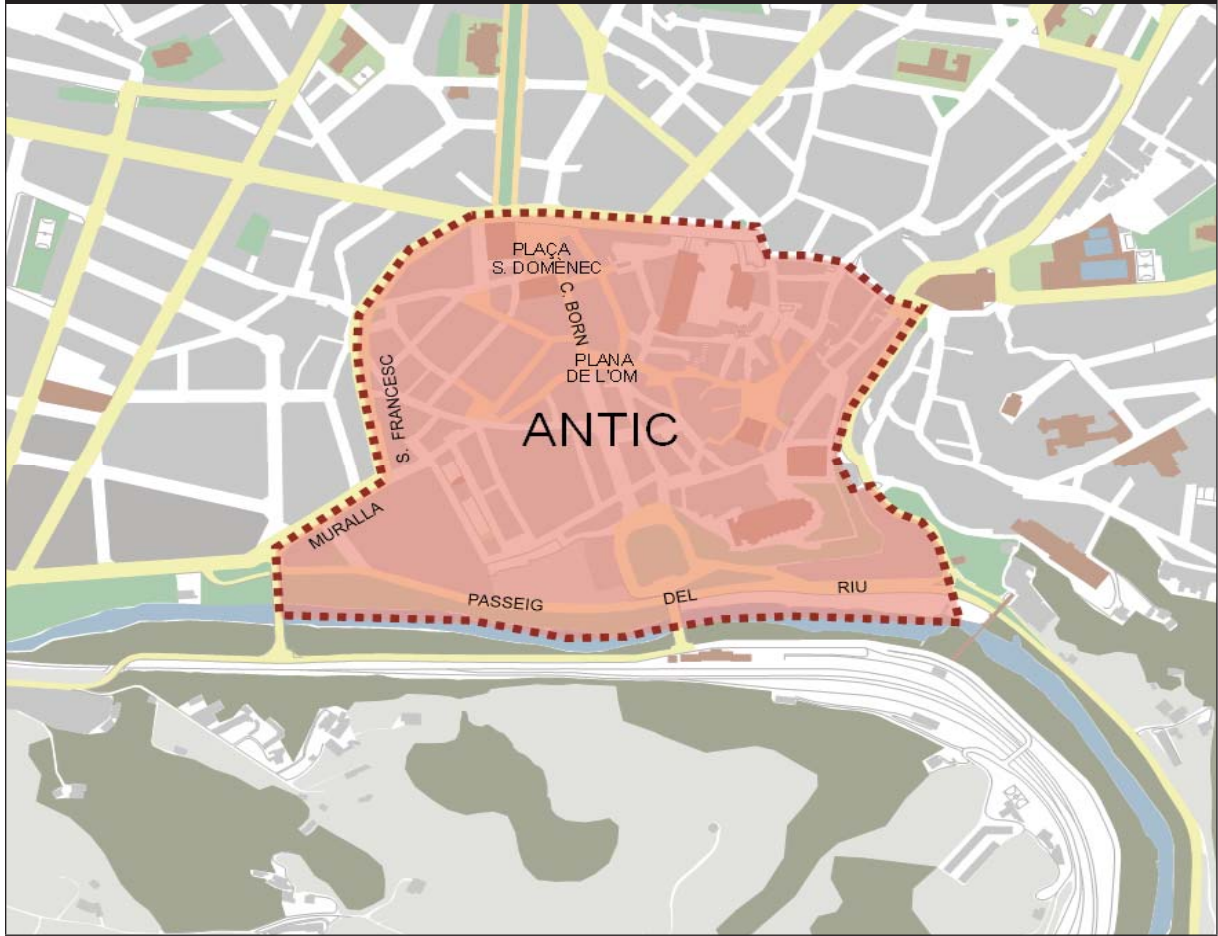 PLAÇA
S. DOMÈNEC
C. BORN
PLANA
DE L'OM
S. FRANCESC
ANTIC
MURALLA
PASSEIG DEL RIU